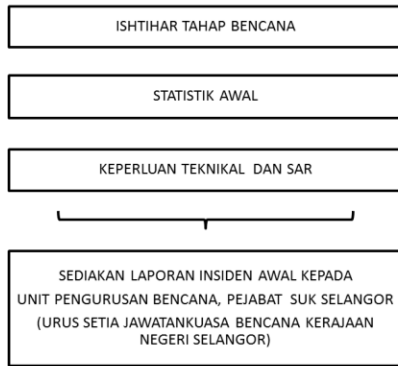 ISHTIHAR TAHAP BENCANA
STATISTIK AWAL
KEPERLUAN TEKNIKAL DAN SAR
SEDIAKAN LAPORAN INSIDEN AWAL KEPADA
UNIT PENGURUSAN BENCANA, PEJABAT SUK SELANGOR
(URUS SETIA JAWATANKUASA BENCANA KERAJAAN
NEGERI SELANGOR)